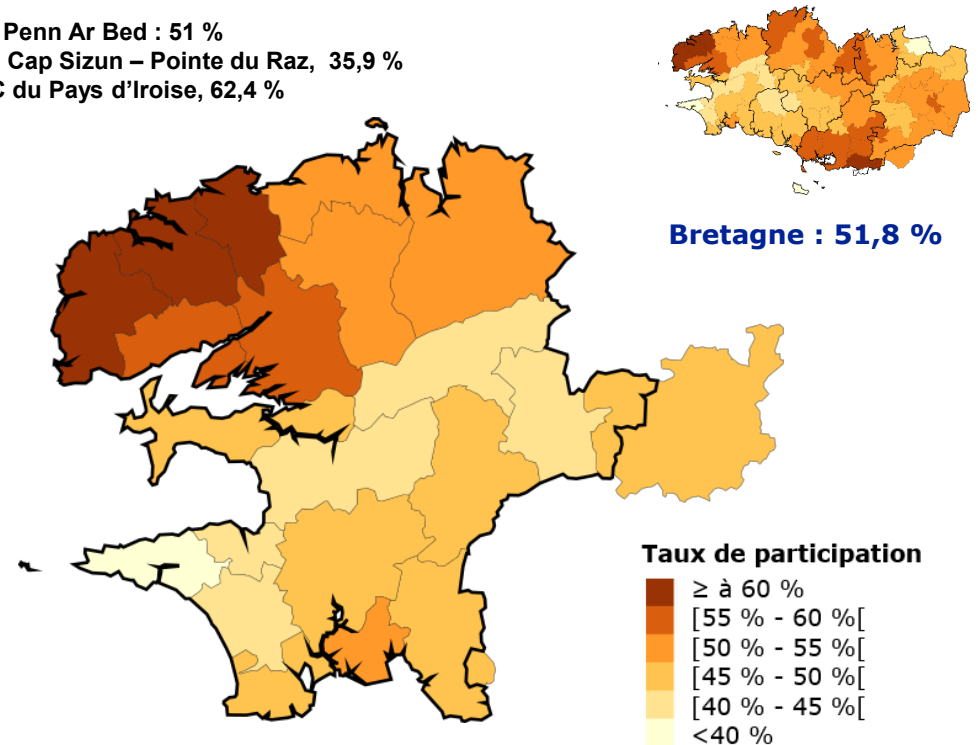 Penn Ar Bed : 51 %
Cap Sizun – Pointe du Raz, 35,9 %
C du Pays d’Iroise, 62,4 %
Bretagne : 51,8 %
Taux de participation
≥ à 60 %
[55 % - 60 %[
[50 % - 55 %[
[45 % - 50 %[
[40 % - 45 %[
<40 %